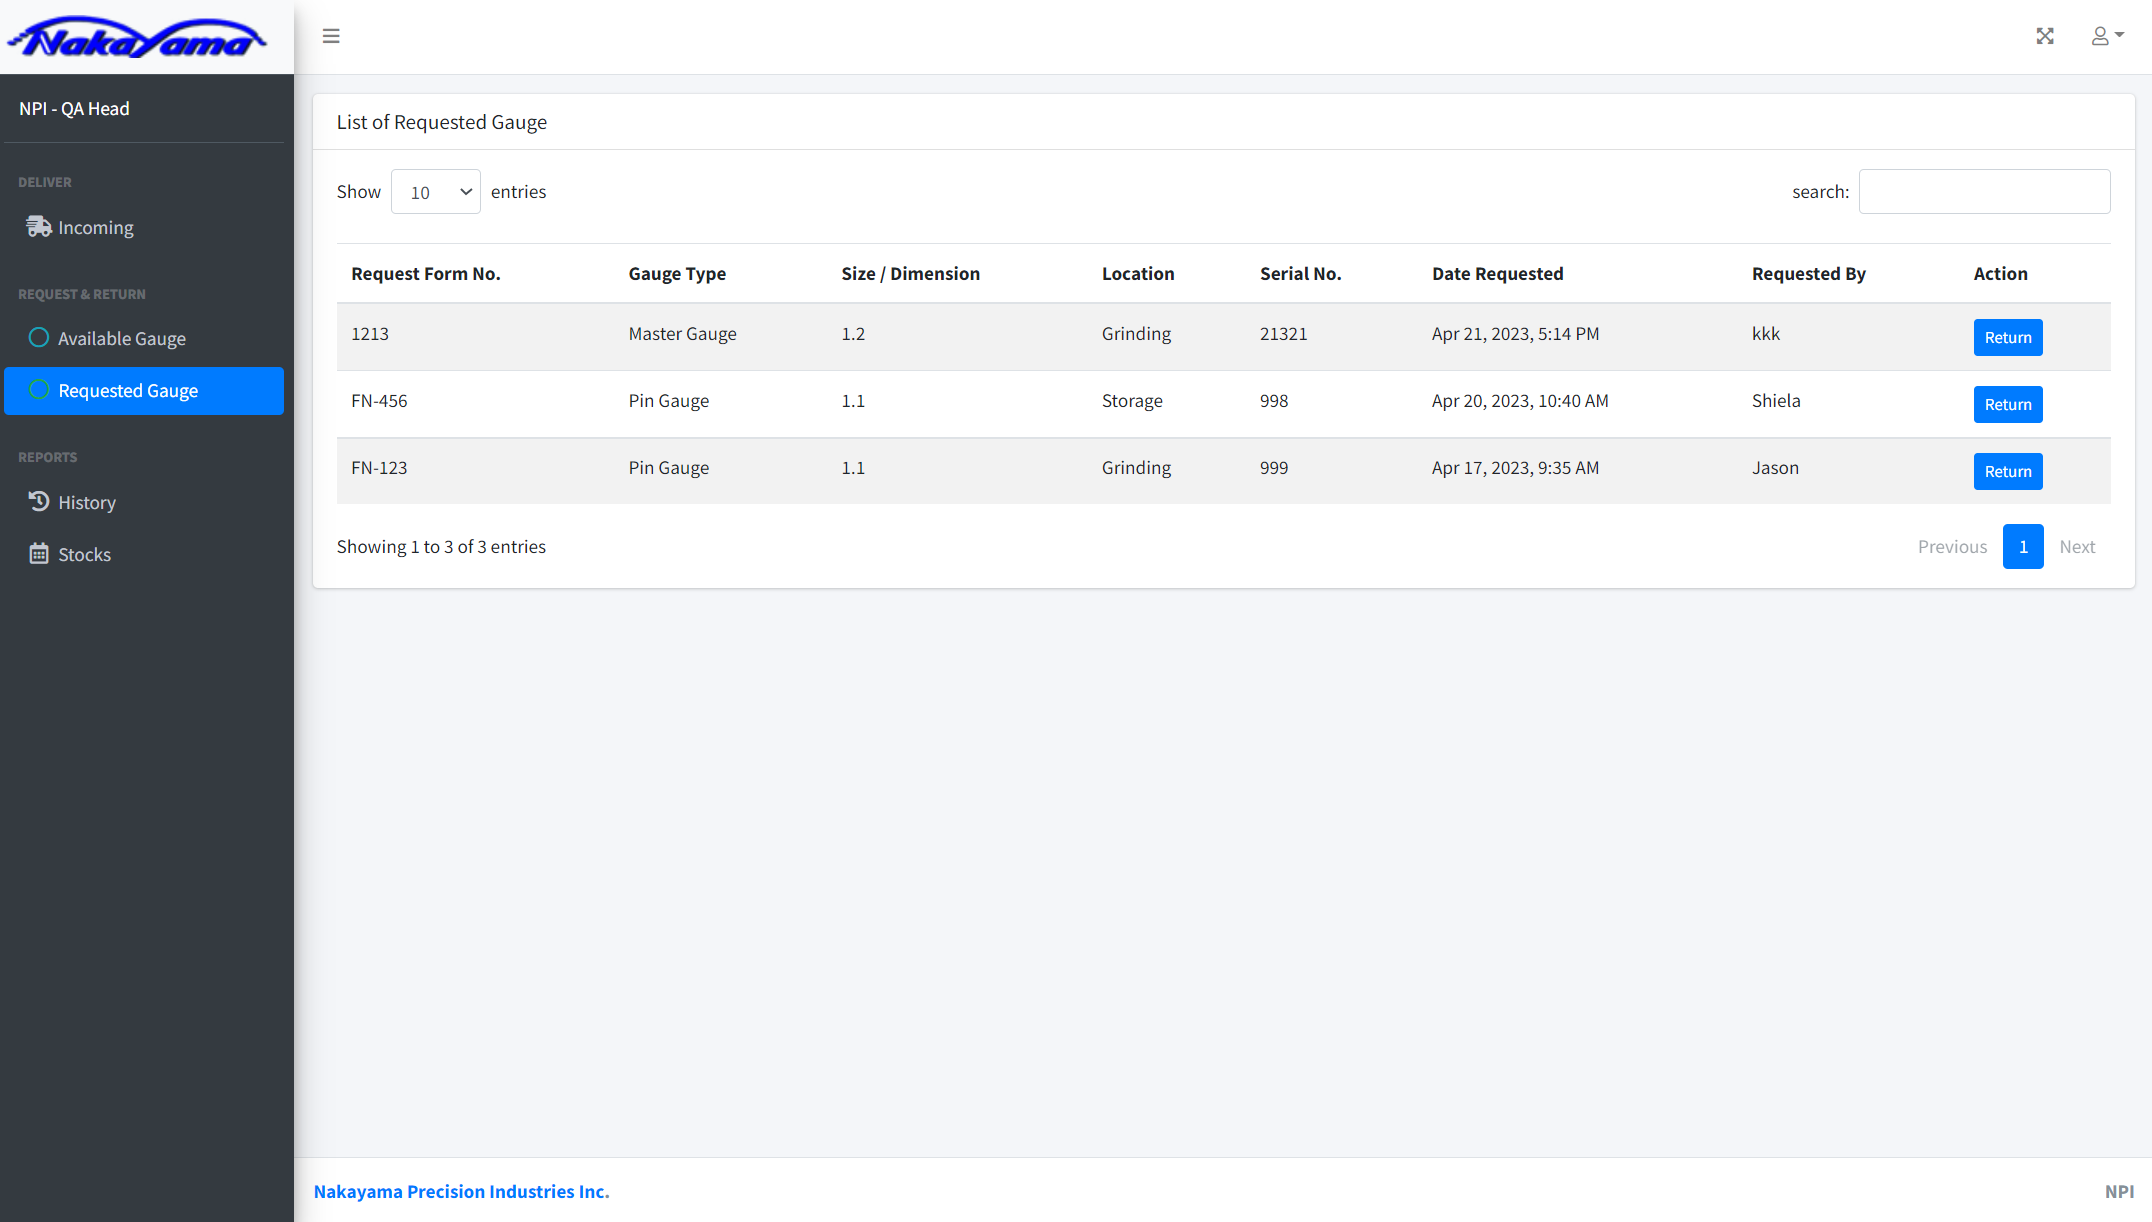 Nakayama
NPI - QA Head
DELIVER
Incoming
REQUEST & RETURN
Available Gauge
Requested Gauge
REPORTS
History
Stocks
List of Requested Gauge
Show 10 entries search:
Request Form No. Gauge Type Size / Dimension Location Serial No. Date Requested Requested By Action
1213 Master Gauge 1.2 Grinding 21321 Apr 21, 2023, 5:14 PM kkk Return
FN-456 Pin Gauge 1.1 Storage 998 Apr 20, 2023, 10:40 AM Shiela Return
FN-123 Pin Gauge 1.1 Grinding 999 Apr 17, 2023, 9:35 AM Jason Return
Showing 1 to 3 of 3 entries Previous 1 Next
Nakayama Precision Industries Inc. NPI